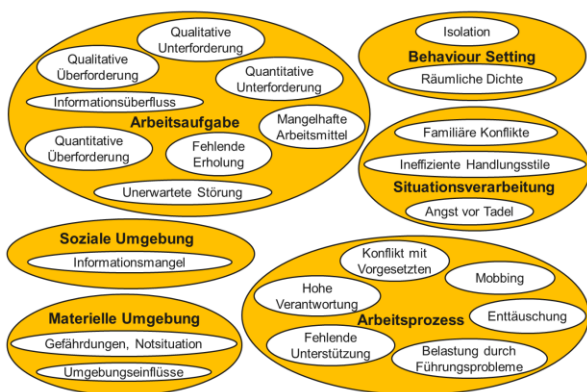 Qualitative
Unterforderung
Qualitative
Überforderung
Quantitative
Unterforderung
Informationsüberfluss
Arbeitsaufgabe
Mangelhafte
Arbeitsmittel
Quantitative
Überforderung
Fehlende
Erholung
Unerwartete Störung
Isolation
Behaviour Setting
Räumliche Dichte
Familiäre Konflikte
Ineffiziente Handlungsstile
Situationsverarbeitung
Angst vor Tadel
Soziale Umgebung
Informationsmangel
Materielle Umgebung
Gefährdungen, Notsituation
Umgebungseinflüsse
Konflikt mit
Vorgesetzten
Mobbing
Hohe
Verantwortung
Arbeitsprozess
Enttäuschung
Fehlende
Unterstützung
Belastung durch
Führungsprobleme